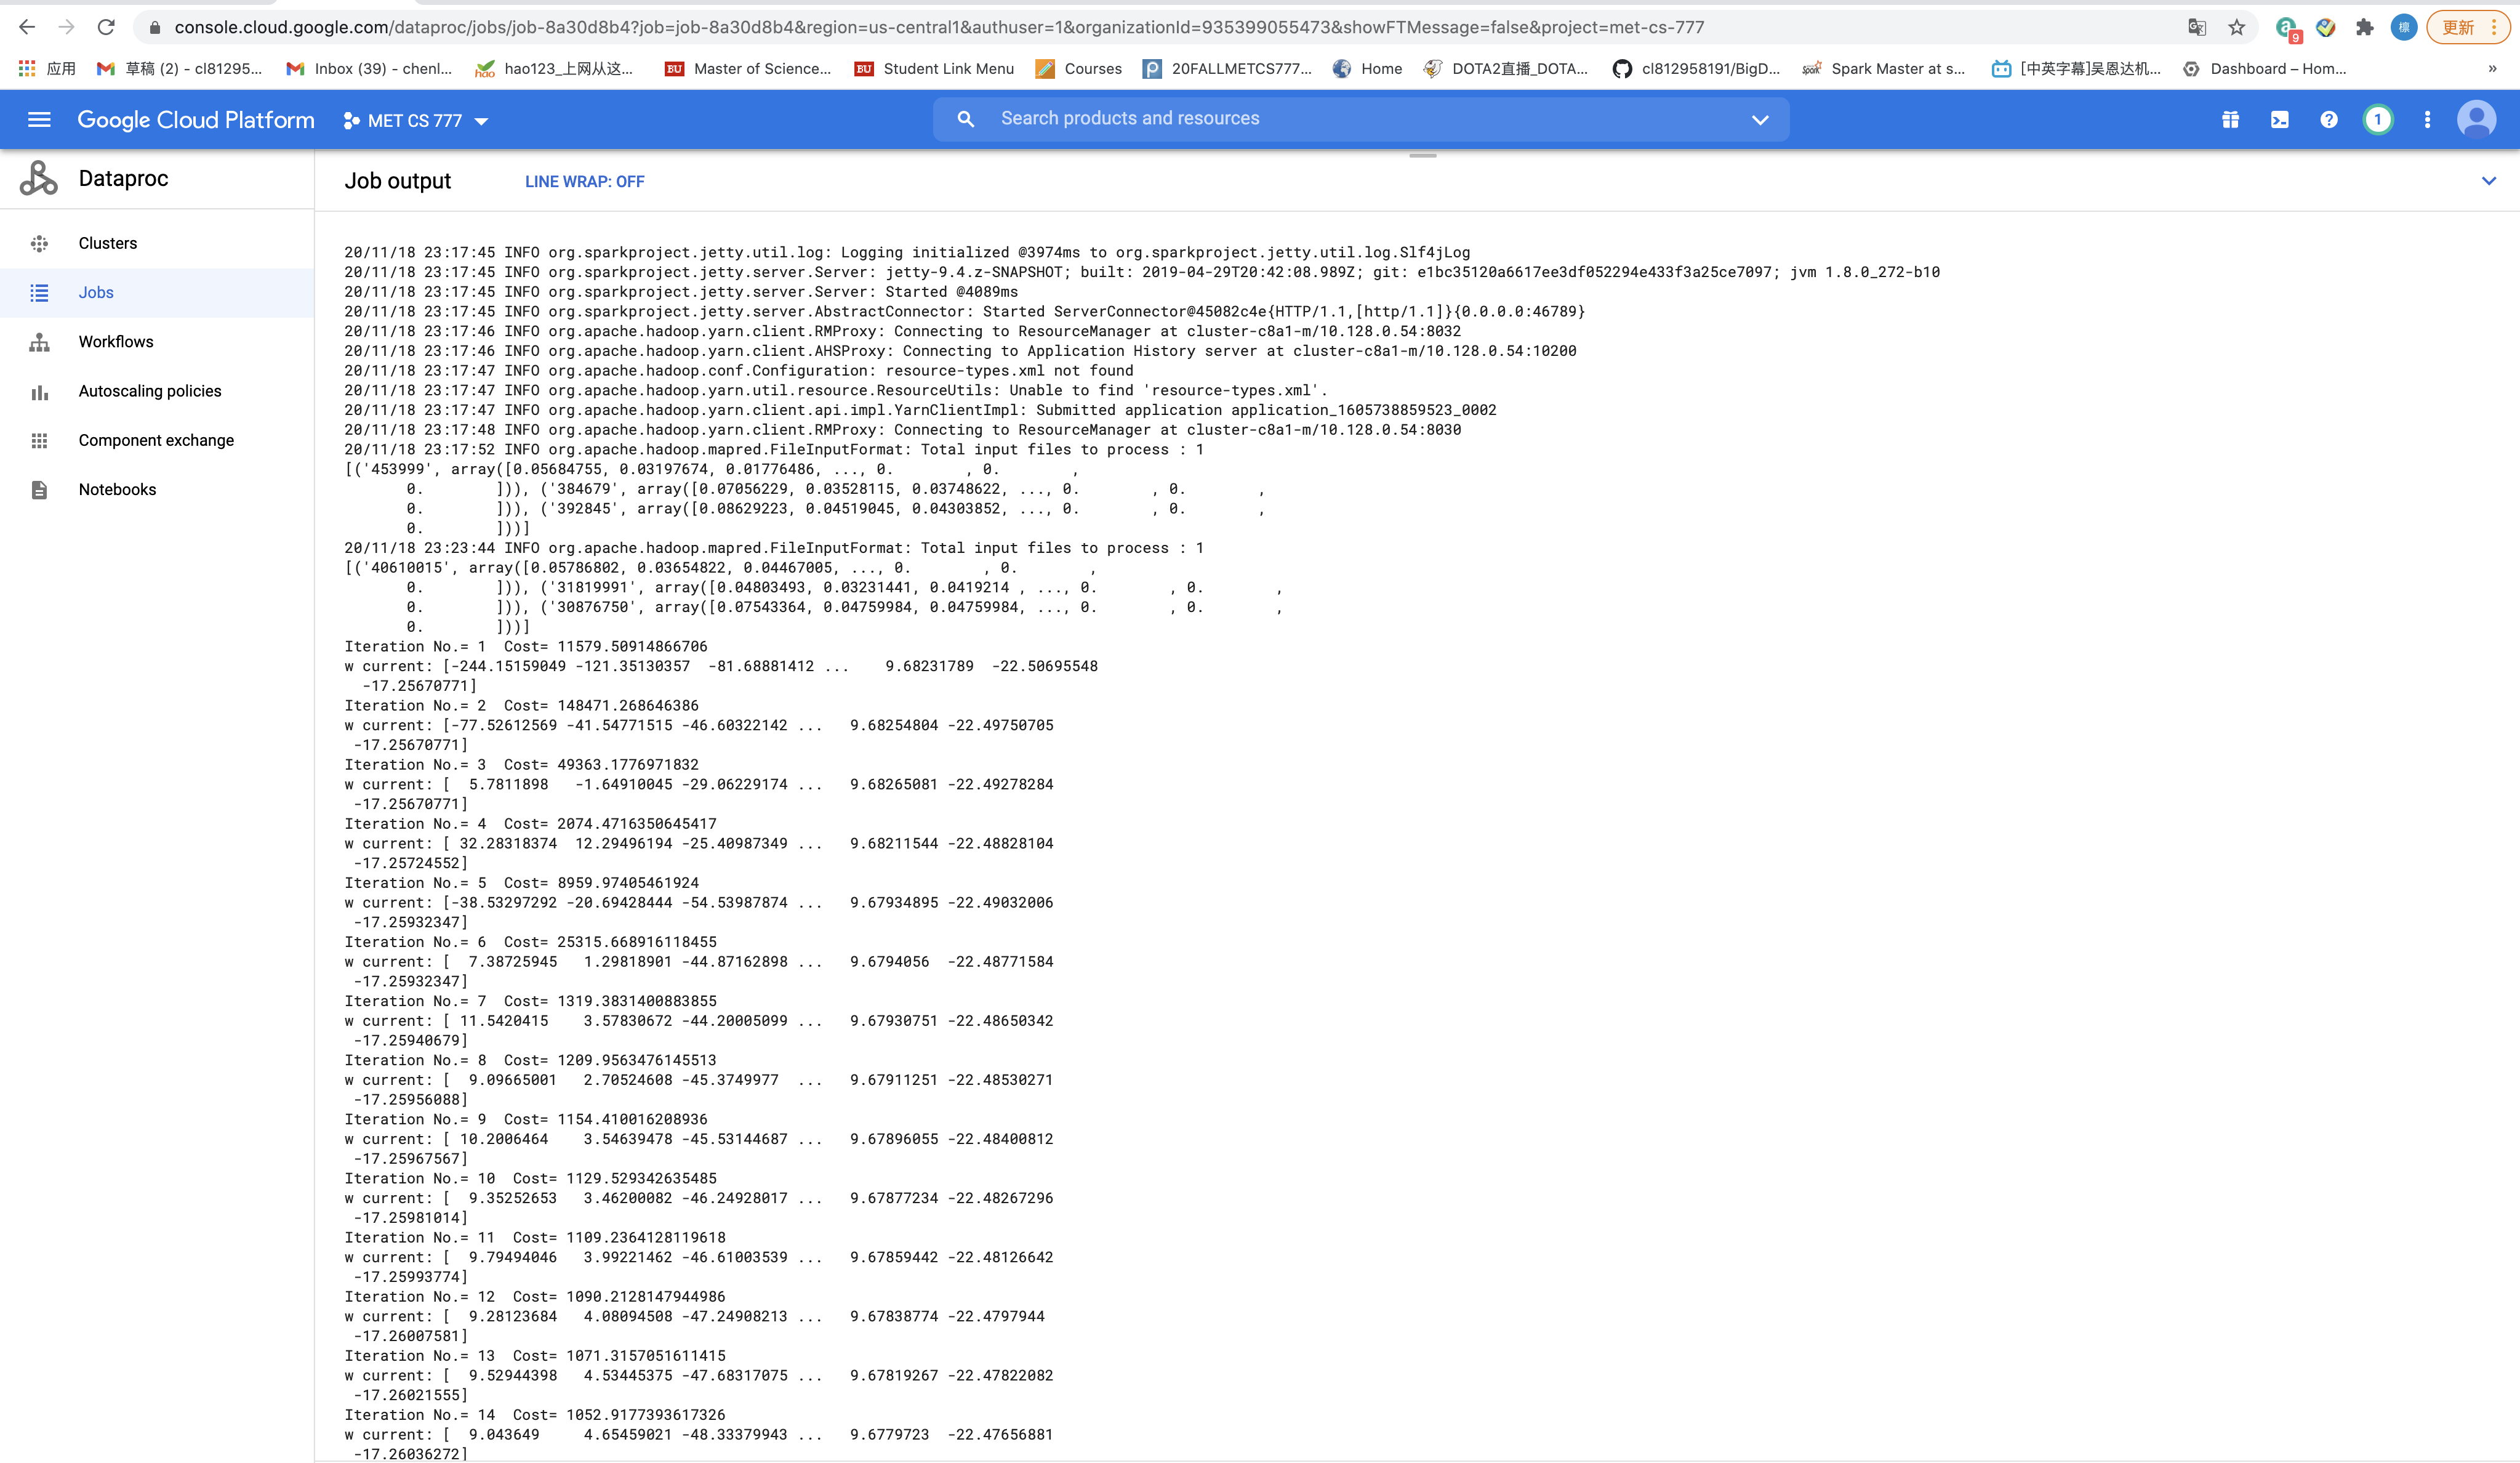 console.cloud.google.com/dataproc/jobs/job-8a30d8b4?job=job-8a30d8b4&region=us-central1&authuser=1&organizationId=935399055473&showFTMessage=false&project=met-cs-777
9
標
更新
应用
草稿 (2) - cl81295...
Inbox (39) - chenl...
hao123_上网从这...
BU Master of Science...
BU Student Link Menu
Courses
20FALLMETCS777...
Home
DOTA2直播_DOTA...
cl812958191/BigD...
Spark Master at s...
[中英字幕]吴恩达机...
Dashboard – Hom...
»
Google Cloud Platform
MET CS 777
Search products and resources
1
Dataproc
Job output
LINE WRAP: OFF
Clusters
Jobs
Workflows
Autoscaling policies
Component exchange
Notebooks
20/11/18 23:17:45 INFO org.sparkproject.jetty.util.log: Logging initialized @3974ms to org.sparkproject.jetty.util.log.Slf4jLog
20/11/18 23:17:45 INFO org.sparkproject.jetty.server.Server: jetty-9.4.z-SNAPSHOT; built: 2019-04-29T20:42:08.989Z; git: e1bc35120a6617ee3df052294e433f3a25ce7097; jvm 1.8.0_272-b10
20/11/18 23:17:45 INFO org.sparkproject.jetty.server.Server: Started @4089ms
20/11/18 23:17:45 INFO org.sparkproject.jetty.server.AbstractConnector: Started ServerConnector@45082c4e{HTTP/1.1,[http/1.1]}{0.0.0.0:46789}
20/11/18 23:17:46 INFO org.apache.hadoop.yarn.client.RMProxy: Connecting to ResourceManager at cluster-c8a1-m/10.128.0.54:8032
20/11/18 23:17:46 INFO org.apache.hadoop.yarn.client.AHSProxy: Connecting to Application History server at cluster-c8a1-m/10.128.0.54:10200
20/11/18 23:17:47 INFO org.apache.hadoop.conf.Configuration: resource-types.xml not found
20/11/18 23:17:47 INFO org.apache.hadoop.yarn.util.resource.ResourceUtils: Unable to find 'resource-types.xml'.
20/11/18 23:17:47 INFO org.apache.hadoop.yarn.client.api.impl.YarnClientImpl: Submitted application application_1605738859523_0002
20/11/18 23:17:48 INFO org.apache.hadoop.yarn.client.RMProxy: Connecting to ResourceManager at cluster-c8a1-m/10.128.0.54:8030
20/11/18 23:17:52 INFO org.apache.hadoop.mapred.FileInputFormat: Total input files to process : 1
[('453999', array([0.05684755, 0.03197674, 0.01776486, ..., 0.        , 0.        ,
       0.        ])), ('384679', array([0.07056229, 0.03528115, 0.03748622, ..., 0.        , 0.        ,
       0.        ])), ('392845', array([0.08629223, 0.04519045, 0.04303852, ..., 0.        , 0.        ,
       0.        ]))]
20/11/18 23:23:44 INFO org.apache.hadoop.mapred.FileInputFormat: Total input files to process : 1
[('40610015', array([0.05786802, 0.03654822, 0.04467005, ..., 0.        , 0.        ,
       0.        ])), ('31819991', array([0.04803493, 0.03231441, 0.0419214 , ..., 0.        , 0.        ,
       0.        ])), ('30876750', array([0.07543364, 0.04759984, 0.04759984, ..., 0.        , 0.        ,
       0.        ]))]
Iteration No.= 1  Cost= 11579.50914866706
w current: [-244.15159049 -121.35130357  -81.68881412 ...    9.68231789  -22.50695548
  -17.25670771]
Iteration No.= 2  Cost= 148471.268646386
w current: [-77.52612569 -41.54771515 -46.60322142 ...   9.68254804 -22.49750705
 -17.25670771]
Iteration No.= 3  Cost= 49363.1776971832
w current: [  5.7811898   -1.64910045 -29.06229174 ...   9.68265081 -22.49278284
 -17.25670771]
Iteration No.= 4  Cost= 2074.4716350645417
w current: [ 32.28318374  12.29496194 -25.40987349 ...   9.68211544 -22.48828104
 -17.25724552]
Iteration No.= 5  Cost= 8959.97405461924
w current: [-38.53297292 -20.69428444 -54.53987874 ...   9.67934895 -22.49032006
 -17.25932347]
Iteration No.= 6  Cost= 25315.668916118455
w current: [  7.38725945   1.29818901 -44.87162898 ...   9.6794056  -22.48771584
 -17.25932347]
Iteration No.= 7  Cost= 1319.3831400883855
w current: [ 11.5420415    3.57830672 -44.20005099 ...   9.67930751 -22.48650342
 -17.25940679]
Iteration No.= 8  Cost= 1209.9563476145513
w current: [  9.09665001   2.70524608 -45.3749977  ...   9.67911251 -22.48530271
 -17.25956088]
Iteration No.= 9  Cost= 1154.410016208936
w current: [ 10.2006464    3.54639478 -45.53144687 ...   9.67896055 -22.48400812
 -17.25967567]
Iteration No.= 10  Cost= 1129.529342635485
w current: [  9.35252653   3.46200082 -46.24928017 ...   9.67877234 -22.48267296
 -17.25981014]
Iteration No.= 11  Cost= 1109.2364128119618
w current: [  9.79494046   3.99221462 -46.61003539 ...   9.67859442 -22.48126642
 -17.25993774]
Iteration No.= 12  Cost= 1090.2128147944986
w current: [  9.28123684   4.08094508 -47.24908213 ...   9.67838774 -22.4797944
 -17.26007581]
Iteration No.= 13  Cost= 1071.3157051611415
w current: [  9.52944398   4.53445375 -47.68317075 ...   9.67819267 -22.47822082
 -17.26021555]
Iteration No.= 14  Cost= 1052.9177393617326
w current: [  9.043649     4.65459021 -48.33379943 ...   9.6779723  -22.47656881
 -17.26036272]